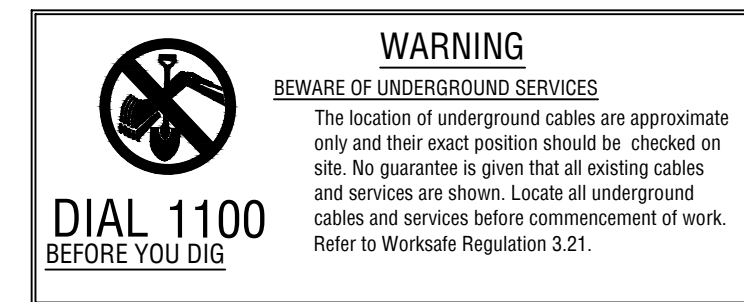 WARNING
BEWARE OF UNDERGROUND SERVICES
The location of underground cables are approximate
only and their exact position should be checked on
site. No guarantee is given that all existing cables
and services are shown. Locate all underground
cables and services before commencement of work.
Refer to Worksafe Regulation 3.21.
DIAL 1100
BEFORE YOU DIG